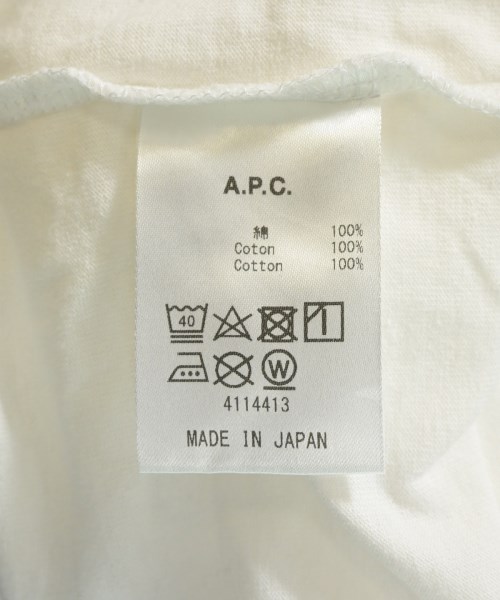 A.P.C.
綿 100%
Coton 100%
Cotton 100%
40
W
4114413
MADE IN JAPAN